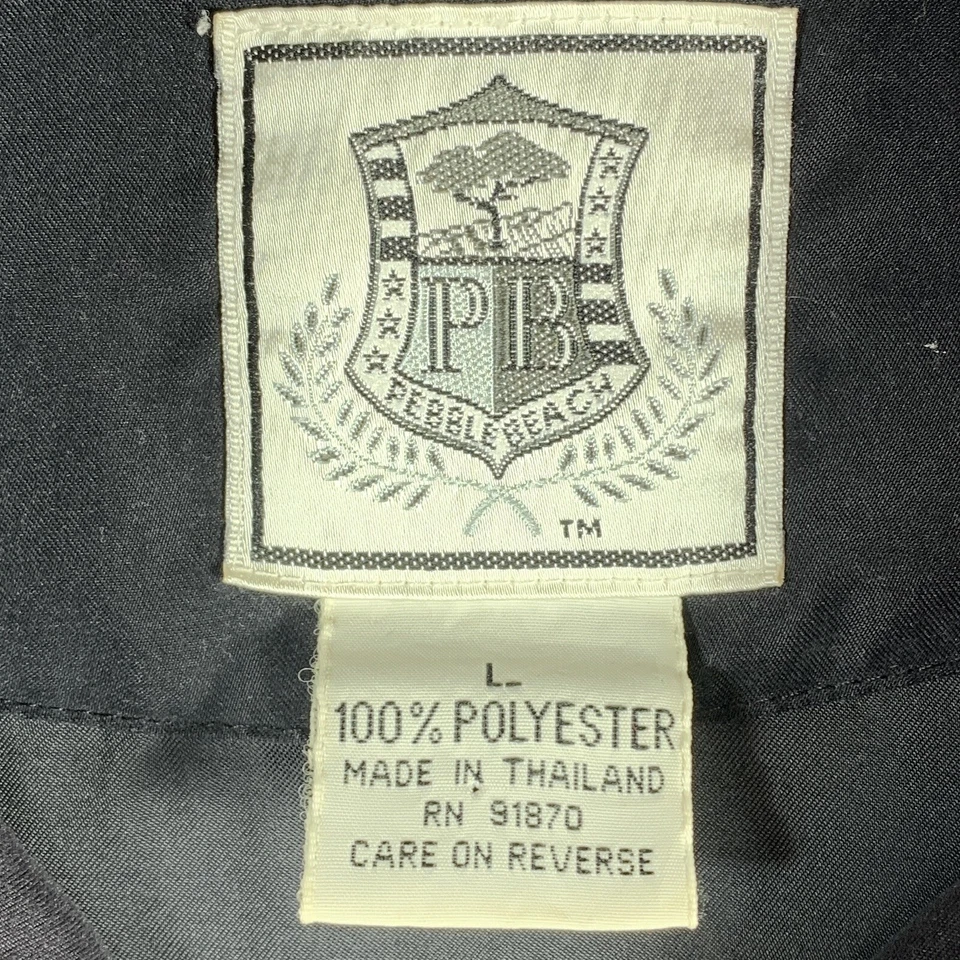 PB
PEBBLE BEACH
TM
L
100% POLYESTER
MADE IN THAILAND
RN 91870
CARE ON REVERSE